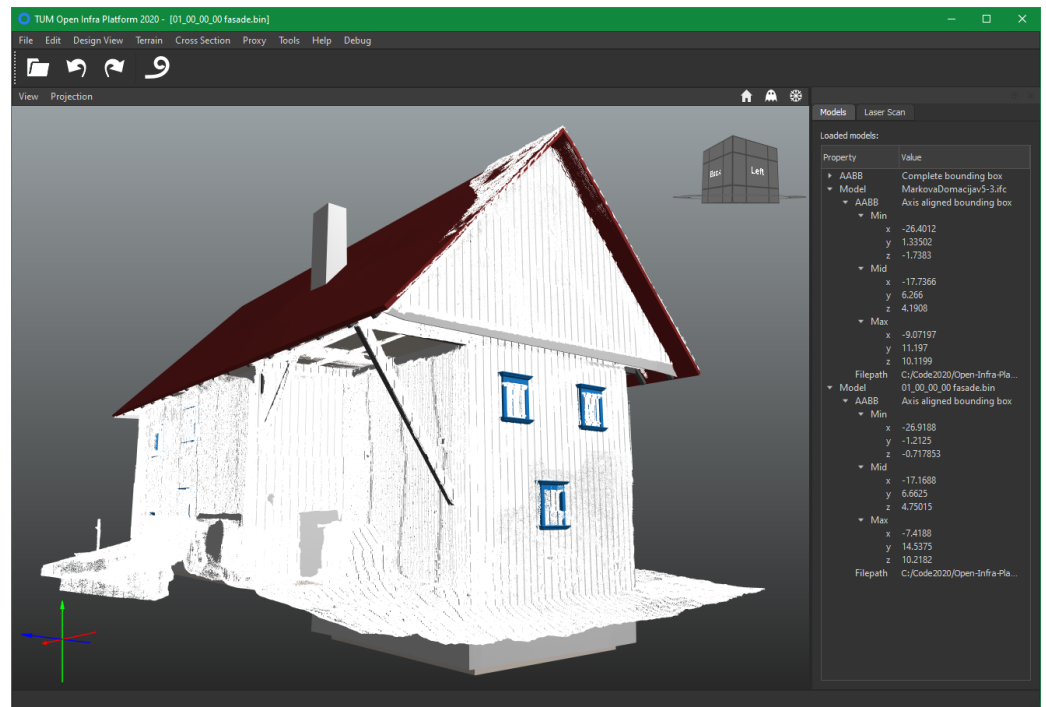 TUM Open Infra Platform 2020 - [01_00_00_00 fasade.bin]
File Edit Design View Terrain Cross Section Proxy Tools Help Debug
View Projection
Models Laser Scan
Loaded models:
Property Value
AABB Complete bounding box
Model MarkovaDomacijav5-3.ifc
AABB Axis aligned bounding box
Min
x -26.4012
y 1.33502
z -1.7383
Mid
x -17.7366
y 6.266
z 4.1908
Max
x -9.07197
y 11.197
z 10.1199
Filepath C:/Code2020/Open-Infra-Pla...
Model 01_00_00_00 fasade.bin
AABB Axis aligned bounding box
Min
x -26.9188
y -1.2125
z -0.717853
Mid
x -17.1688
y 6.6625
z 4.75015
Max
x -7.4188
y 14.5375
z 10.2182
Filepath C:/Code2020/Open-Infra-Pla...
Back Left